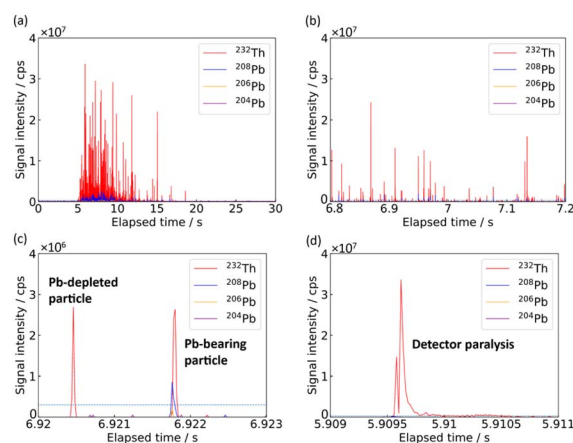 (a)
×10⁷
4
3
2
1
0
0 5 10 15 20 25 30
Signal intensity / cps
Elapsed time / s
²³²Th
²⁰⁸Pb
²⁰⁶Pb
²⁰⁴Pb
(b)
×10⁷
4
3
2
1
0
6.8 6.9 7 7.1 7.2
Signal intensity / cps
Elapsed time / s
²³²Th
²⁰⁸Pb
²⁰⁶Pb
²⁰⁴Pb
(c)
×10⁶
4
3
2
1
0
6.92 6.921 6.922 6.923
Signal intensity / cps
Elapsed time / s
²³²Th
²⁰⁸Pb
²⁰⁶Pb
²⁰⁴Pb
Pb-depleted
particle
Pb-bearing
particle
(d)
×10⁷
4
3
2
1
0
5.909 5.9095 5.91 5.9105 5.911
Signal intensity / cps
Elapsed time / s
²³²Th
²⁰⁸Pb
²⁰⁶Pb
²⁰⁴Pb
Detector paralysis